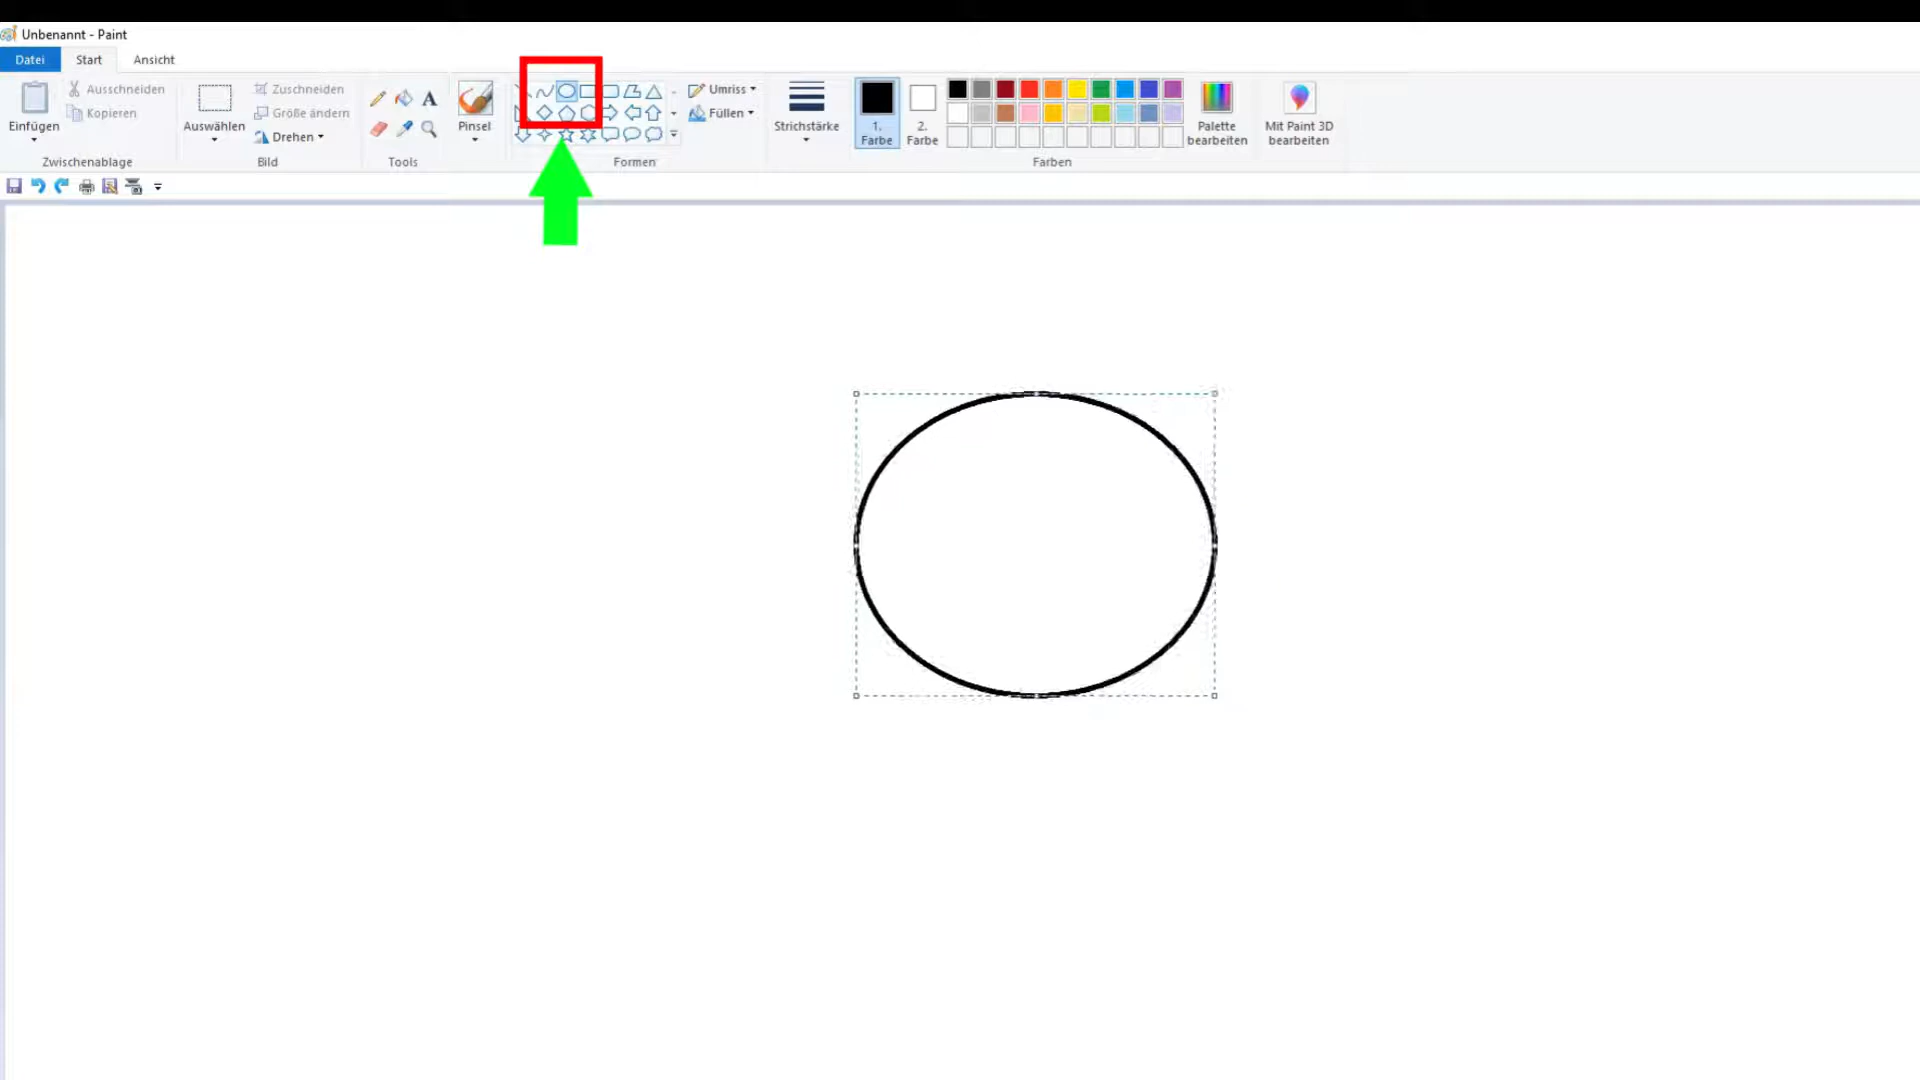 Unbenannt - Paint
Datei Start Ansicht
Einfügen
Ausschneiden
Kopieren
Zwischenablage
Auswählen
Zuschneiden
Größe ändern
Drehen
Bild
A
Tools
Pinsel
Umriss
Füllen
Formen
Strichstärke
1.
Farbe
2.
Farbe
Palette
bearbeiten
Farben
Mit Paint 3D
bearbeiten